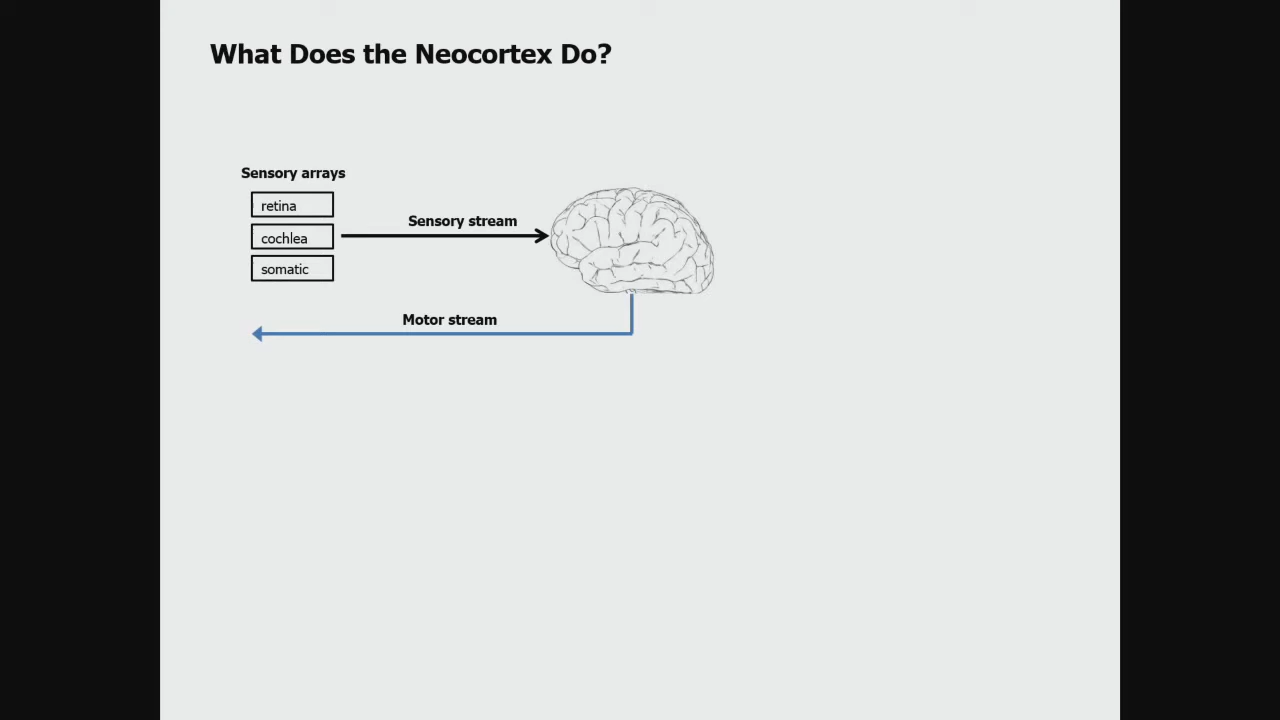 What Does the Neocortex Do?
Sensory arrays
retina
cochlea
somatic
Sensory stream
Motor stream